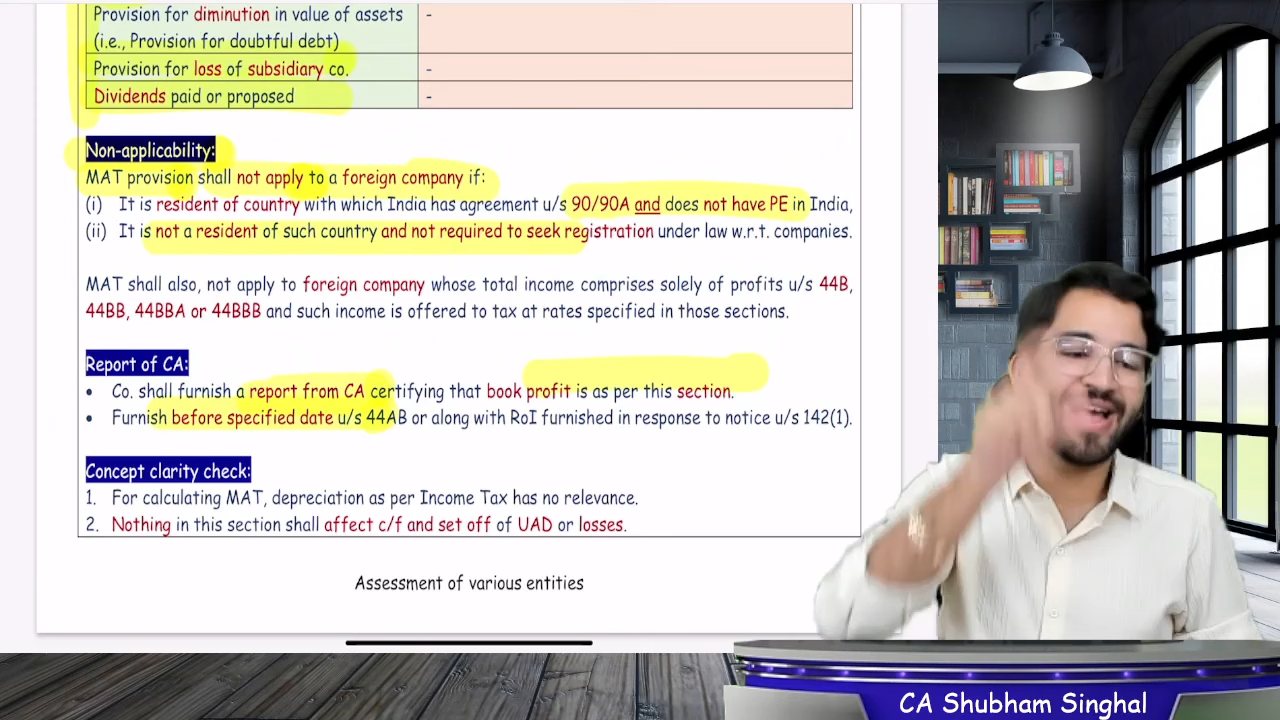 Provision for diminution in value of assets -
(i.e., Provision for doubtful debt)
Provision for loss of subsidiary co. -
Dividends paid or proposed -
Non-applicability:
MAT provision shall not apply to a foreign company if:
(i) It is resident of country with which India has agreement u/s 90/90A and does not have PE in India,
(ii) It is not a resident of such country and not required to seek registration under law w.r.t. companies.
MAT shall also, not apply to foreign company whose total income comprises solely of profits u/s 44B,
44BB, 44BBA or 44BBB and such income is offered to tax at rates specified in those sections.
Report of CA:
• Co. shall furnish a report from CA certifying that book profit is as per this section.
• Furnish before specified date u/s 44AB or along with RoI furnished in response to notice u/s 142(1).
Concept clarity check:
1. For calculating MAT, depreciation as per Income Tax has no relevance.
2. Nothing in this section shall affect c/f and set off of UAD or losses.
Assessment of various entities
CA Shubham Singhal